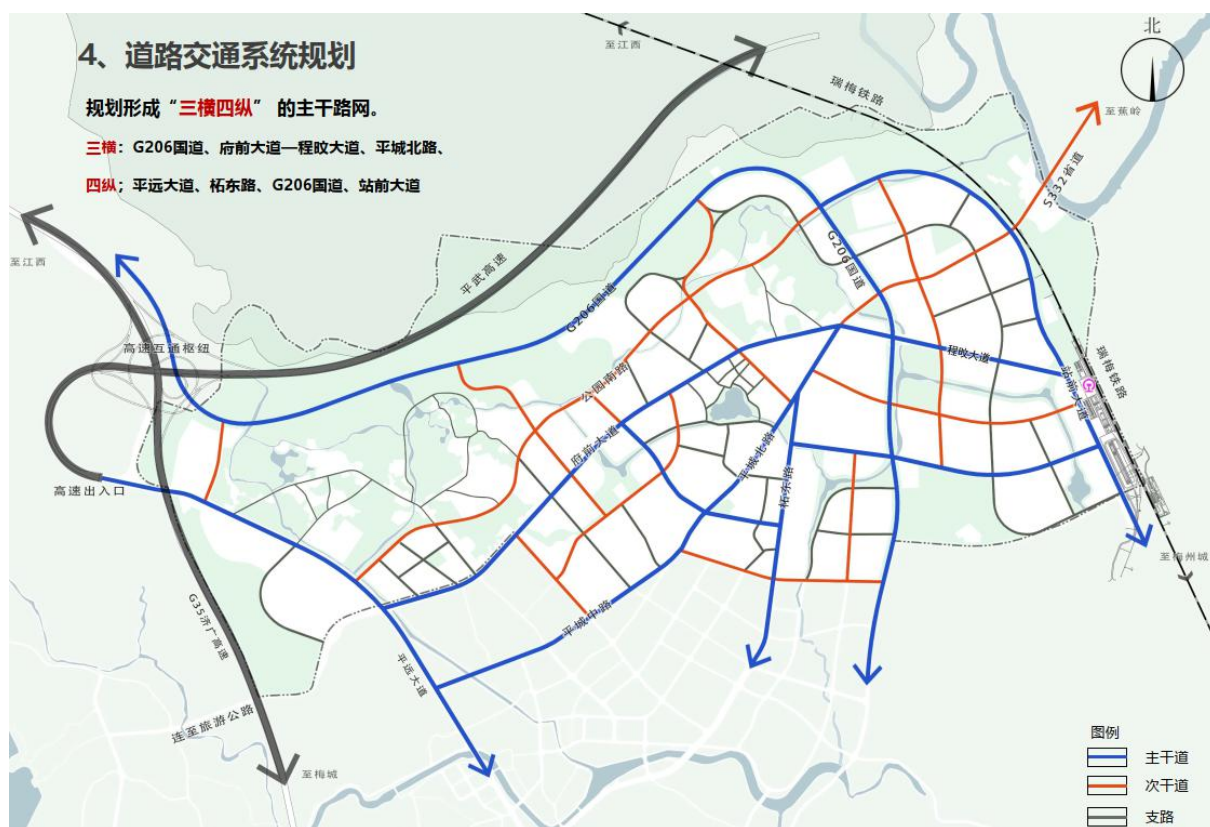 4、道路交通系统规划
规划形成“三横四纵” 的主干路网。
三横：G206国道、府前大道—程旼大道、平城北路、
四纵；平远大道、柘东路、G206国道、站前大道
至江西
北
瑞梅铁路
至蕉岭
S332省道
至江西
平武高速
G206国道
G206国道
高速互通枢纽
公园南路
程旼大道
瑞梅铁路
站前大道
府前大道
平城北路
柘东路
高速出入口
至梅州城
G35济广高速
平城中路
平远大道
连至旅游公路
至梅城
图例
主干道
次干道
支路